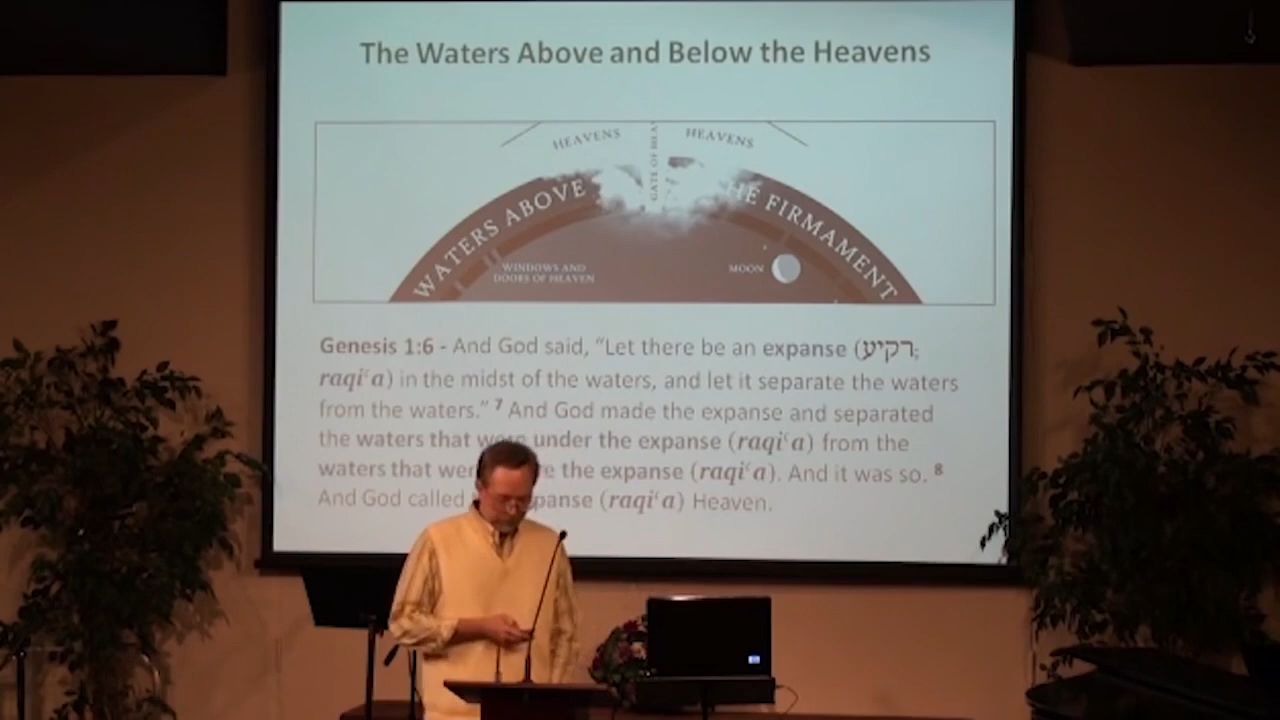 The Waters Above and Below the Heavens
HEAVENS
HEAVENS
GATE OF HEA
WATERS ABOVE
HE FIRMAMENT
WINDOWS AND
DOORS OF HEAVEN
MOON
Genesis 1:6 - And God said, “Let there be an expanse (רקיע;
raqiʿa) in the midst of the waters, and let it separate the waters
from the waters.” ⁷ And God made the expanse and separated
the waters that were under the expanse (raqiʿa) from the
waters that wer e the expanse (raqiʿa). And it was so. ⁸
And God called panse (raqiʿa) Heaven.